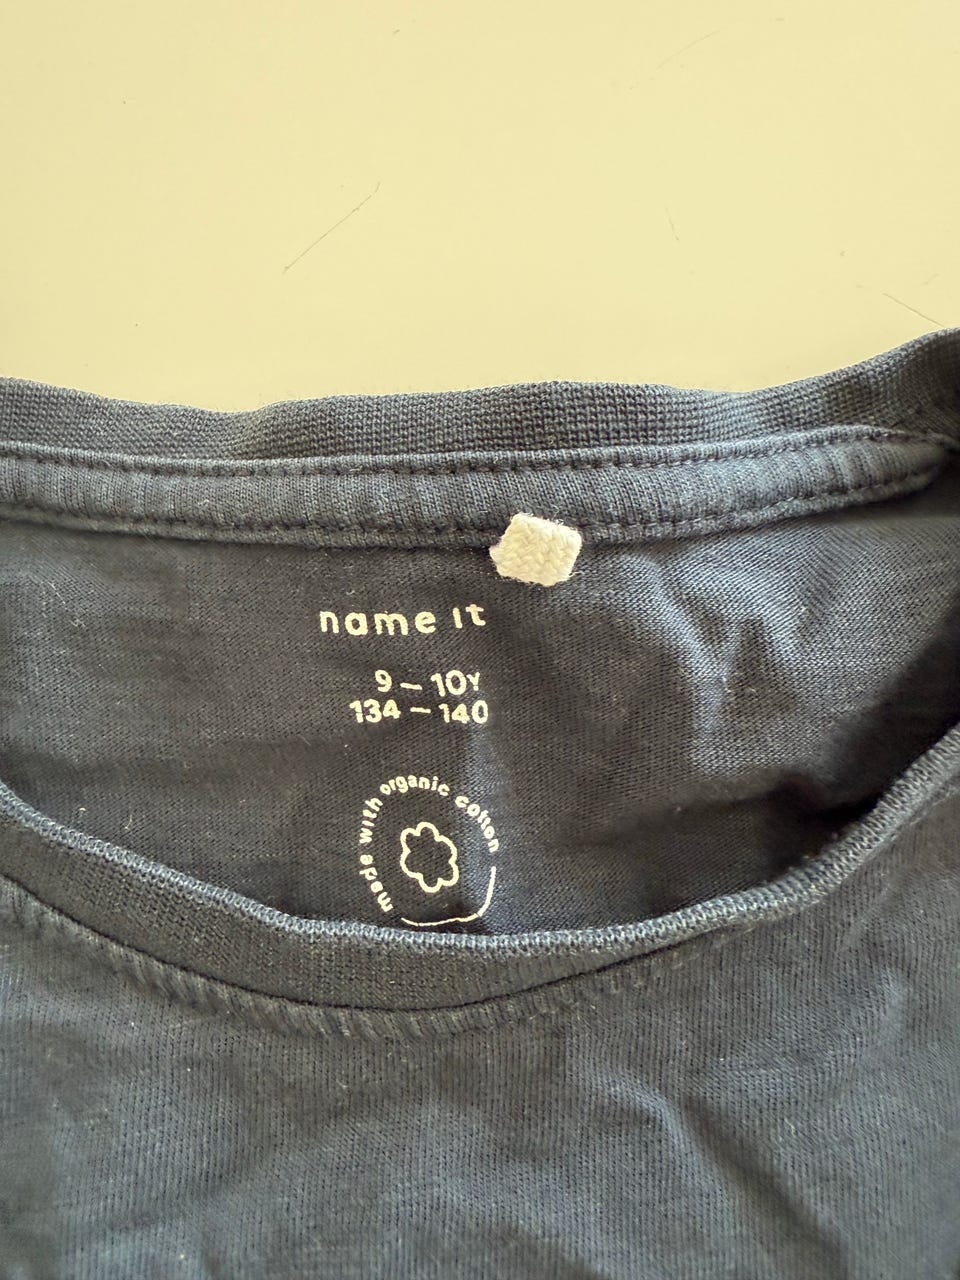 name it
9 – 10Y
134 – 140
made with organic cotton